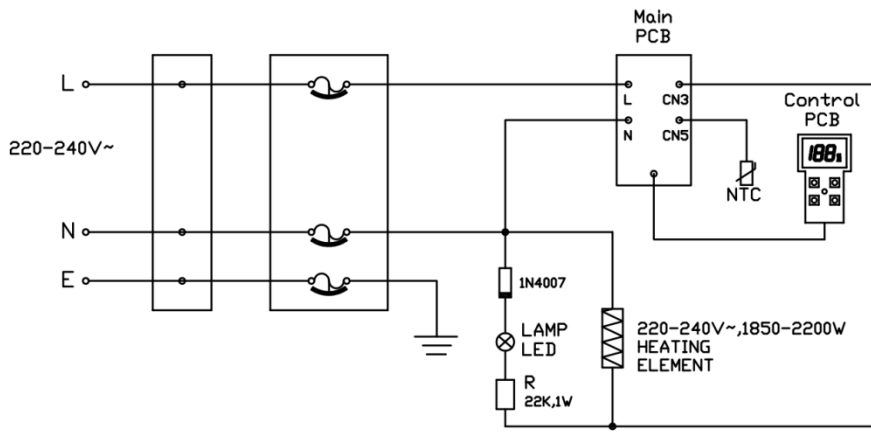 Main
PCB
L
L
CN3
Control
PCB
N
CN5
220-240V~
188%
NTC
N
E
1N4007
LAMP
LED
220-240V~,1850-2200W
HEATING
ELEMENT
R
22K,1W